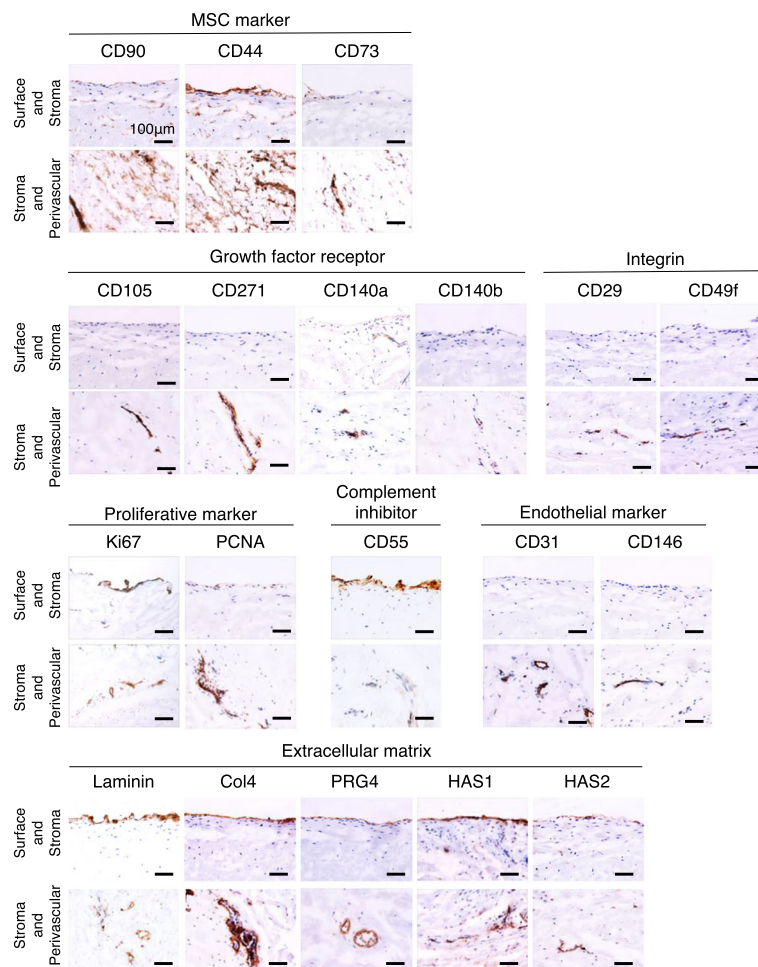 MSC marker
CD90 CD44 CD73
Surface
and
Stroma
100μm
Stroma
and
Perivascular
Growth factor receptor Integrin
CD105 CD271 CD140a CD140b CD29 CD49f
Surface
and
Stroma
Stroma
and
Perivascular
Proliferative marker Complement
inhibitor Endothelial marker
Ki67 PCNA CD55 CD31 CD146
Surface
and
Stroma
Stroma
and
Perivascular
Extracellular matrix
Laminin Col4 PRG4 HAS1 HAS2
Surface
and
Stroma
Stroma
and
Perivascular